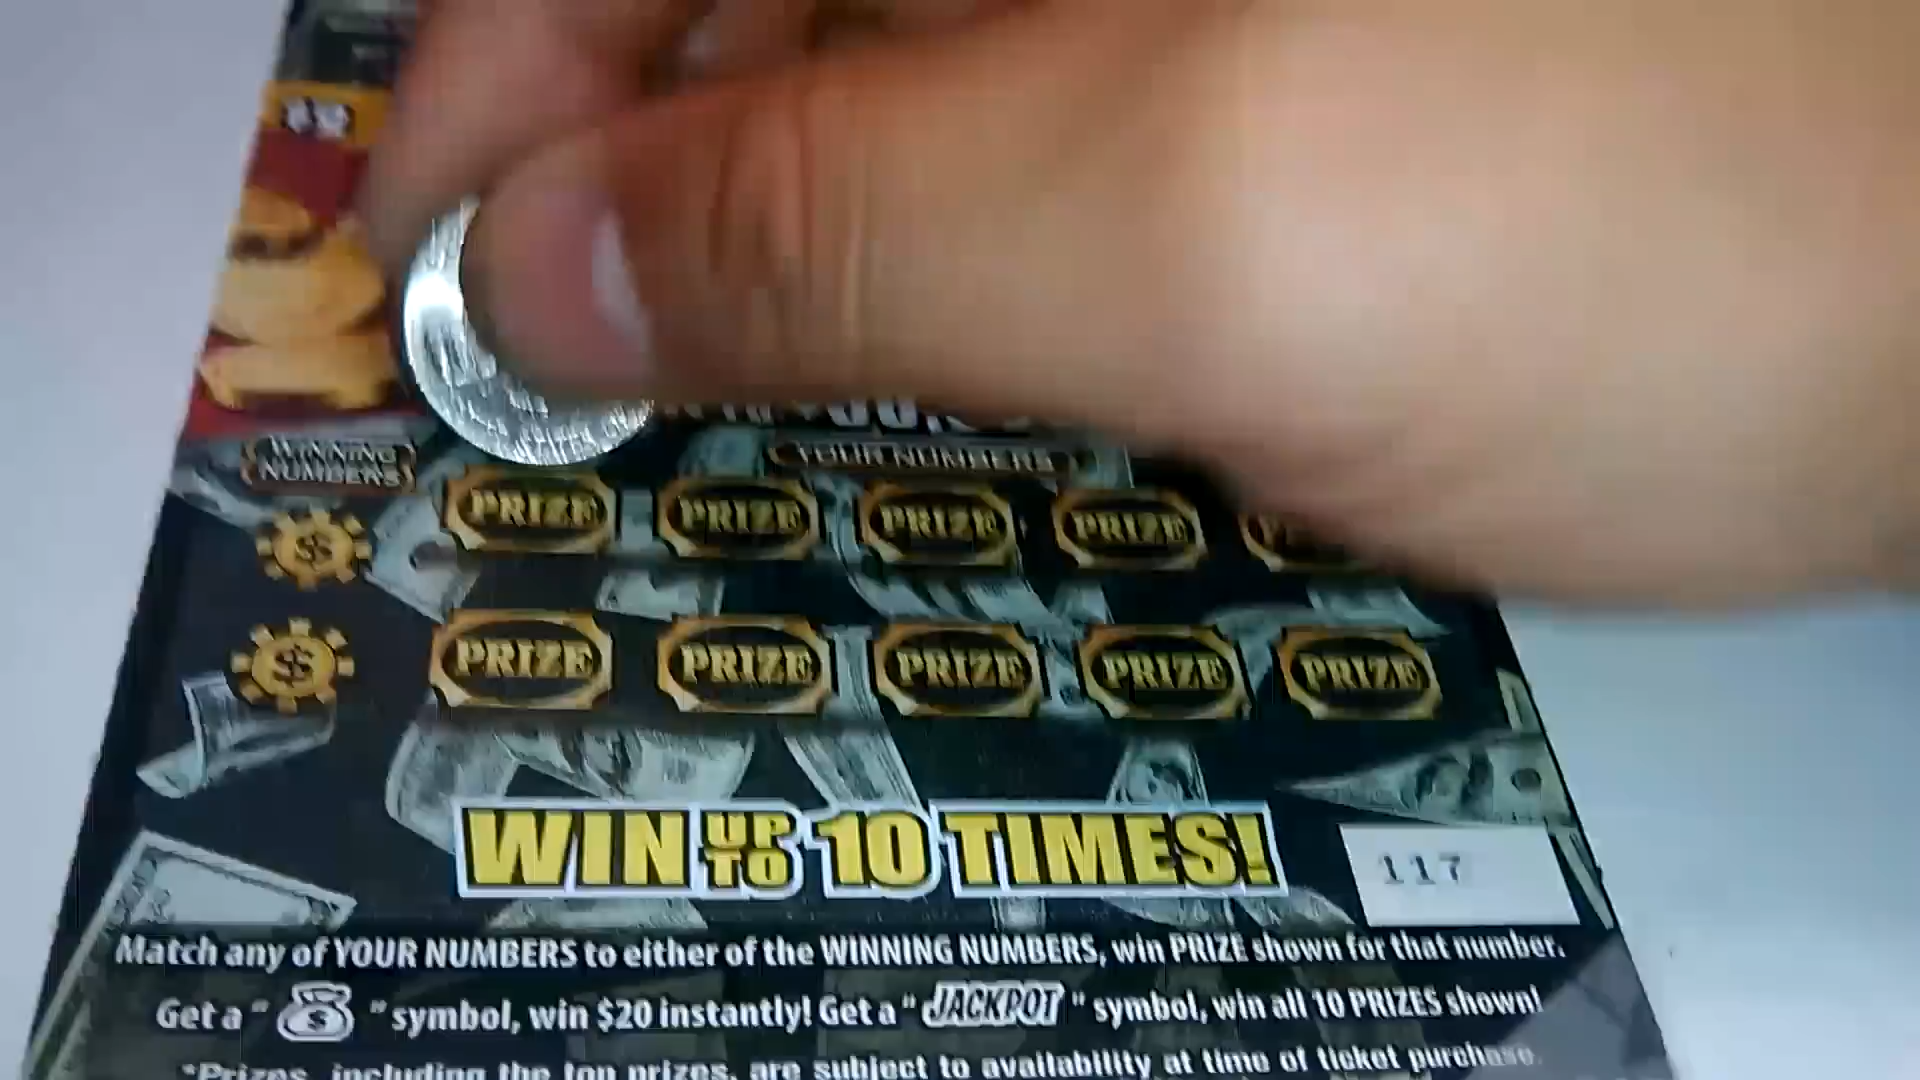 WINNING
NUMBERS
YOUR NUMBERS
PRIZE PRIZE PRIZE PRIZE
$$
PRIZE PRIZE PRIZE PRIZE PRIZE
$$
WIN UP TO 10 TIMES!
117
Match any of YOUR NUMBERS to either of the WINNING NUMBERS, win PRIZE shown for that number.
Get a " $ " symbol, win $20 instantly! Get a " JACKPOT " symbol, win all 10 PRIZES shown!
*Prizes, including the top prizes, are subject to availability at time of ticket purchase.